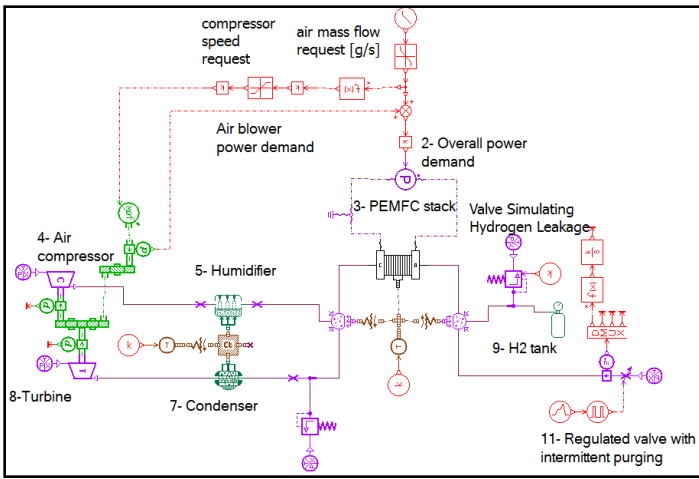 compressor
speed
request
air mass flow
request [g/s]
f(x)
k
k
Air blower
power demand
k
2- Overall power
demand
P
3- PEMFC stack
Valve Simulating
Hydrogen Leakage
4- Air
compressor
5- Humidifier
C
k
k
s
f(x)
D
M
U
X
9- H2 tank
k
T
Ct
T
k
T
8-Turbine
7- Condenser
11- Regulated valve with
intermittent purging